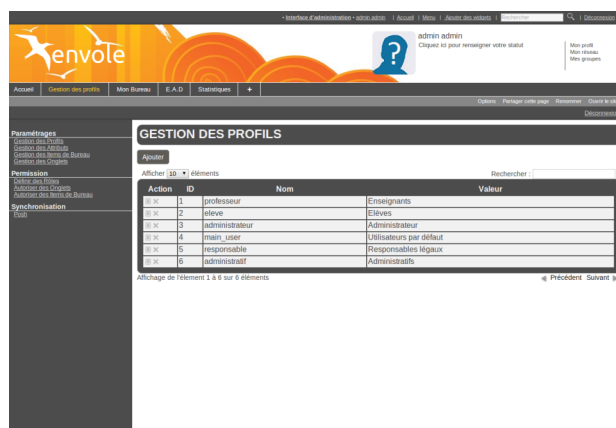 • Interface d'administration • admin admin | Accueil | Menu | Ajouter des widgets | Rechercher | Déconnexion
envole
admin admin
Cliquez ici pour renseigner votre statut
?
Mon profil
Mon réseau
Mes groupes
Accueil Gestion des profils Mon Bureau E.A.D Statistiques +
Options Partager cette page Renommer Ouvrir le si
Déconnexio
Paramétrages
Gestion des Profils
Gestion des Attributs
Gestion des Items de Bureau
Gestion des Onglets
Permission
Définir des Rôles
Autoriser des Onglets
Autoriser des Items de Bureau
Synchronisation
Posh
GESTION DES PROFILS
Ajouter
Afficher 10 éléments Rechercher :
Action ID Nom Valeur
1 professeur Enseignants
2 eleve Elèves
3 administrateur Administrateur
4 main_user Utilisateurs par défaut
5 responsable Responsables légaux
6 administratif Administratifs
Affichage de l'élement 1 à 6 sur 6 éléments Précédent Suivant